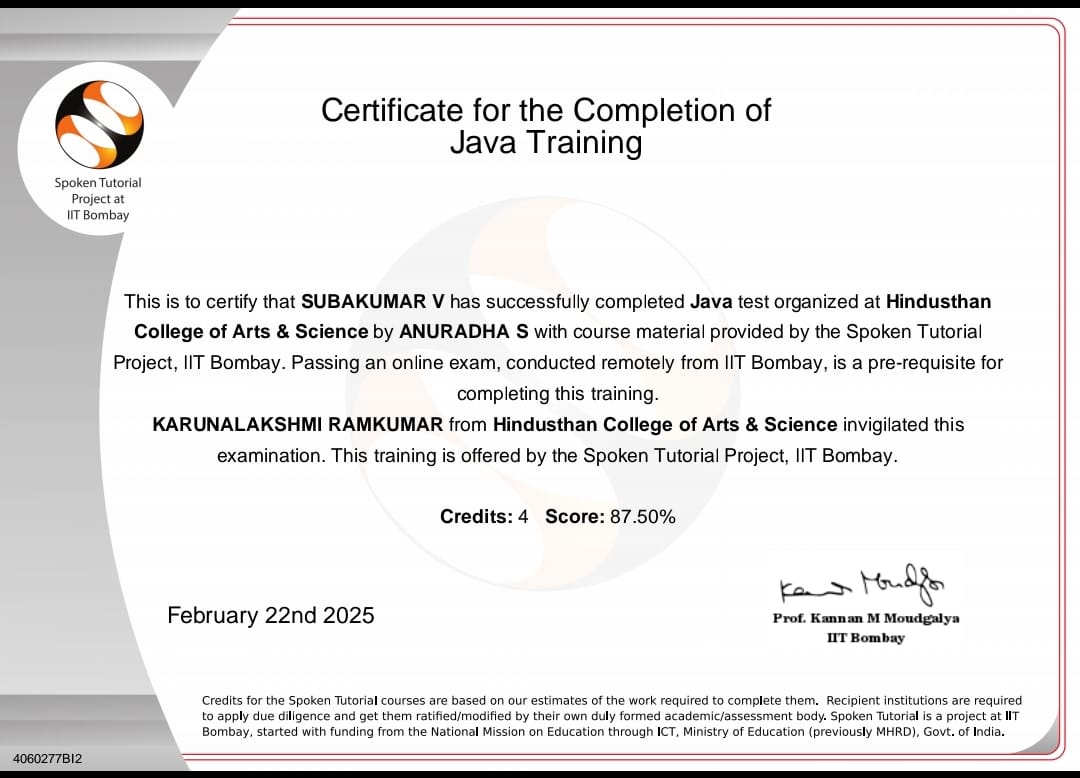 Certificate for the Completion of
Java Training
Spoken Tutorial
Project at
IIT Bombay
This is to certify that SUBAKUMAR V has successfully completed Java test organized at Hindusthan
College of Arts & Science by ANURADHA S with course material provided by the Spoken Tutorial
Project, IIT Bombay. Passing an online exam, conducted remotely from IIT Bombay, is a pre-requisite for
completing this training.
KARUNALAKSHMI RAMKUMAR from Hindusthan College of Arts & Science invigilated this
examination. This training is offered by the Spoken Tutorial Project, IIT Bombay.
Credits: 4 Score: 87.50%
February 22nd 2025
Prof. Kannan M Moudgalya
IIT Bombay
Credits for the Spoken Tutorial courses are based on our estimates of the work required to complete them. Recipient institutions are required
to apply due diligence and get them ratified/modified by their own duly formed academic/assessment body. Spoken Tutorial is a project at IIT
Bombay, started with funding from the National Mission on Education through ICT, Ministry of Education (previously MHRD), Govt. of India.
4060277BI2